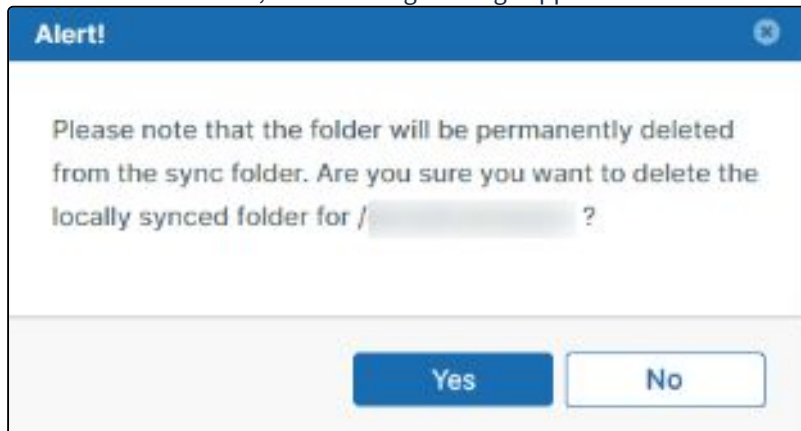 Alert!
Please note that the folder will be permanently deleted
from the sync folder. Are you sure you want to delete the
locally synced folder for / ?
Yes
No